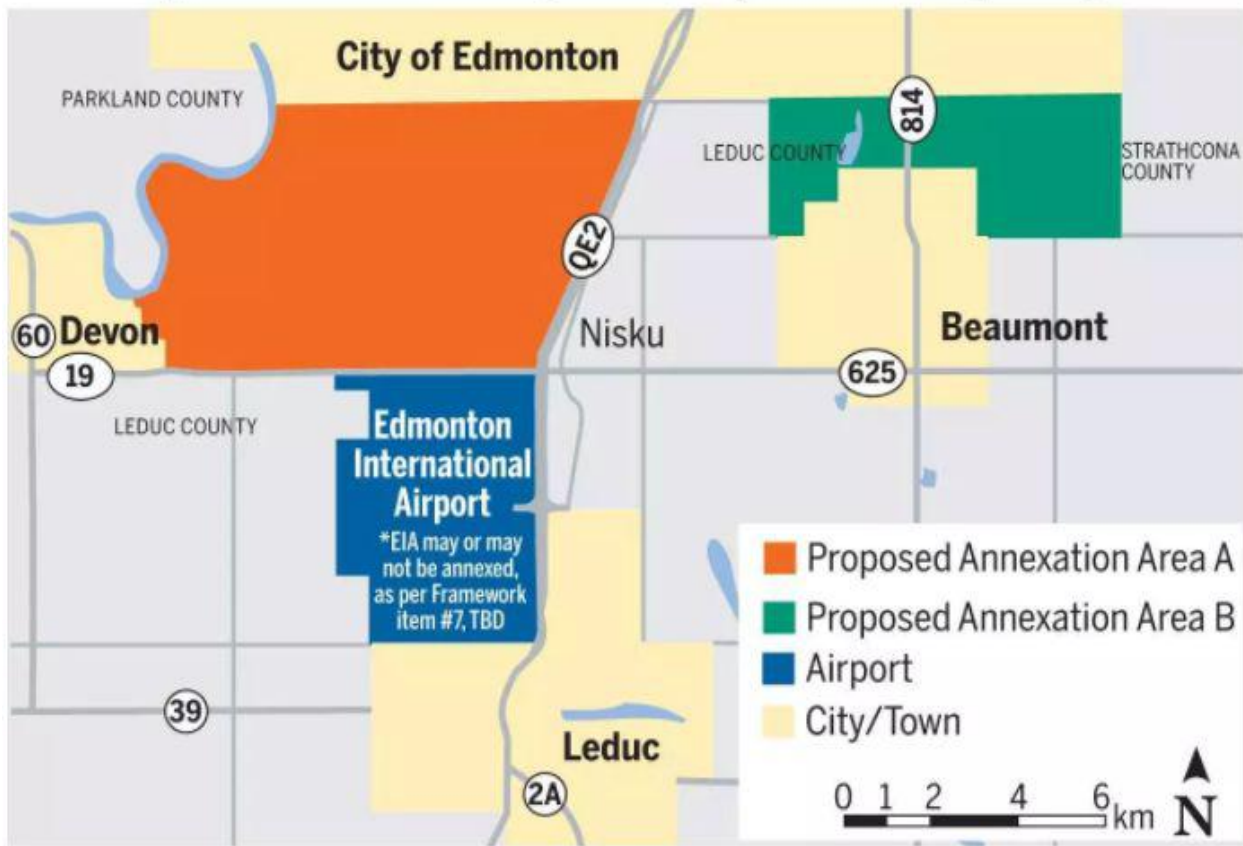 City of Edmonton
PARKLAND COUNTY
814
LEDUC COUNTY
STRATHCONA
COUNTY
QE2
60
Devon
19
Nisku
Beaumont
625
LEDUC COUNTY
Edmonton
International
Airport
*EIA may or may
not be annexed,
as per Framework
item #7, TBD
39
Leduc
2A
Proposed Annexation Area A
Proposed Annexation Area B
Airport
City/Town
0 1 2 4 6 km
N